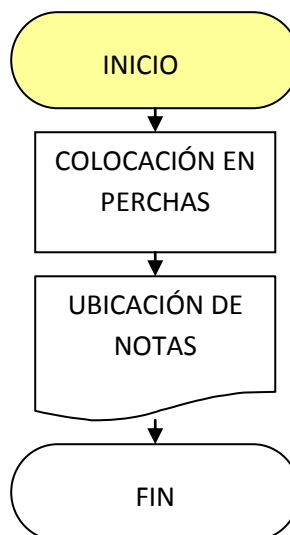 INICIO
COLOCACIÓN EN
PERCHAS
UBICACIÓN DE
NOTAS
FIN